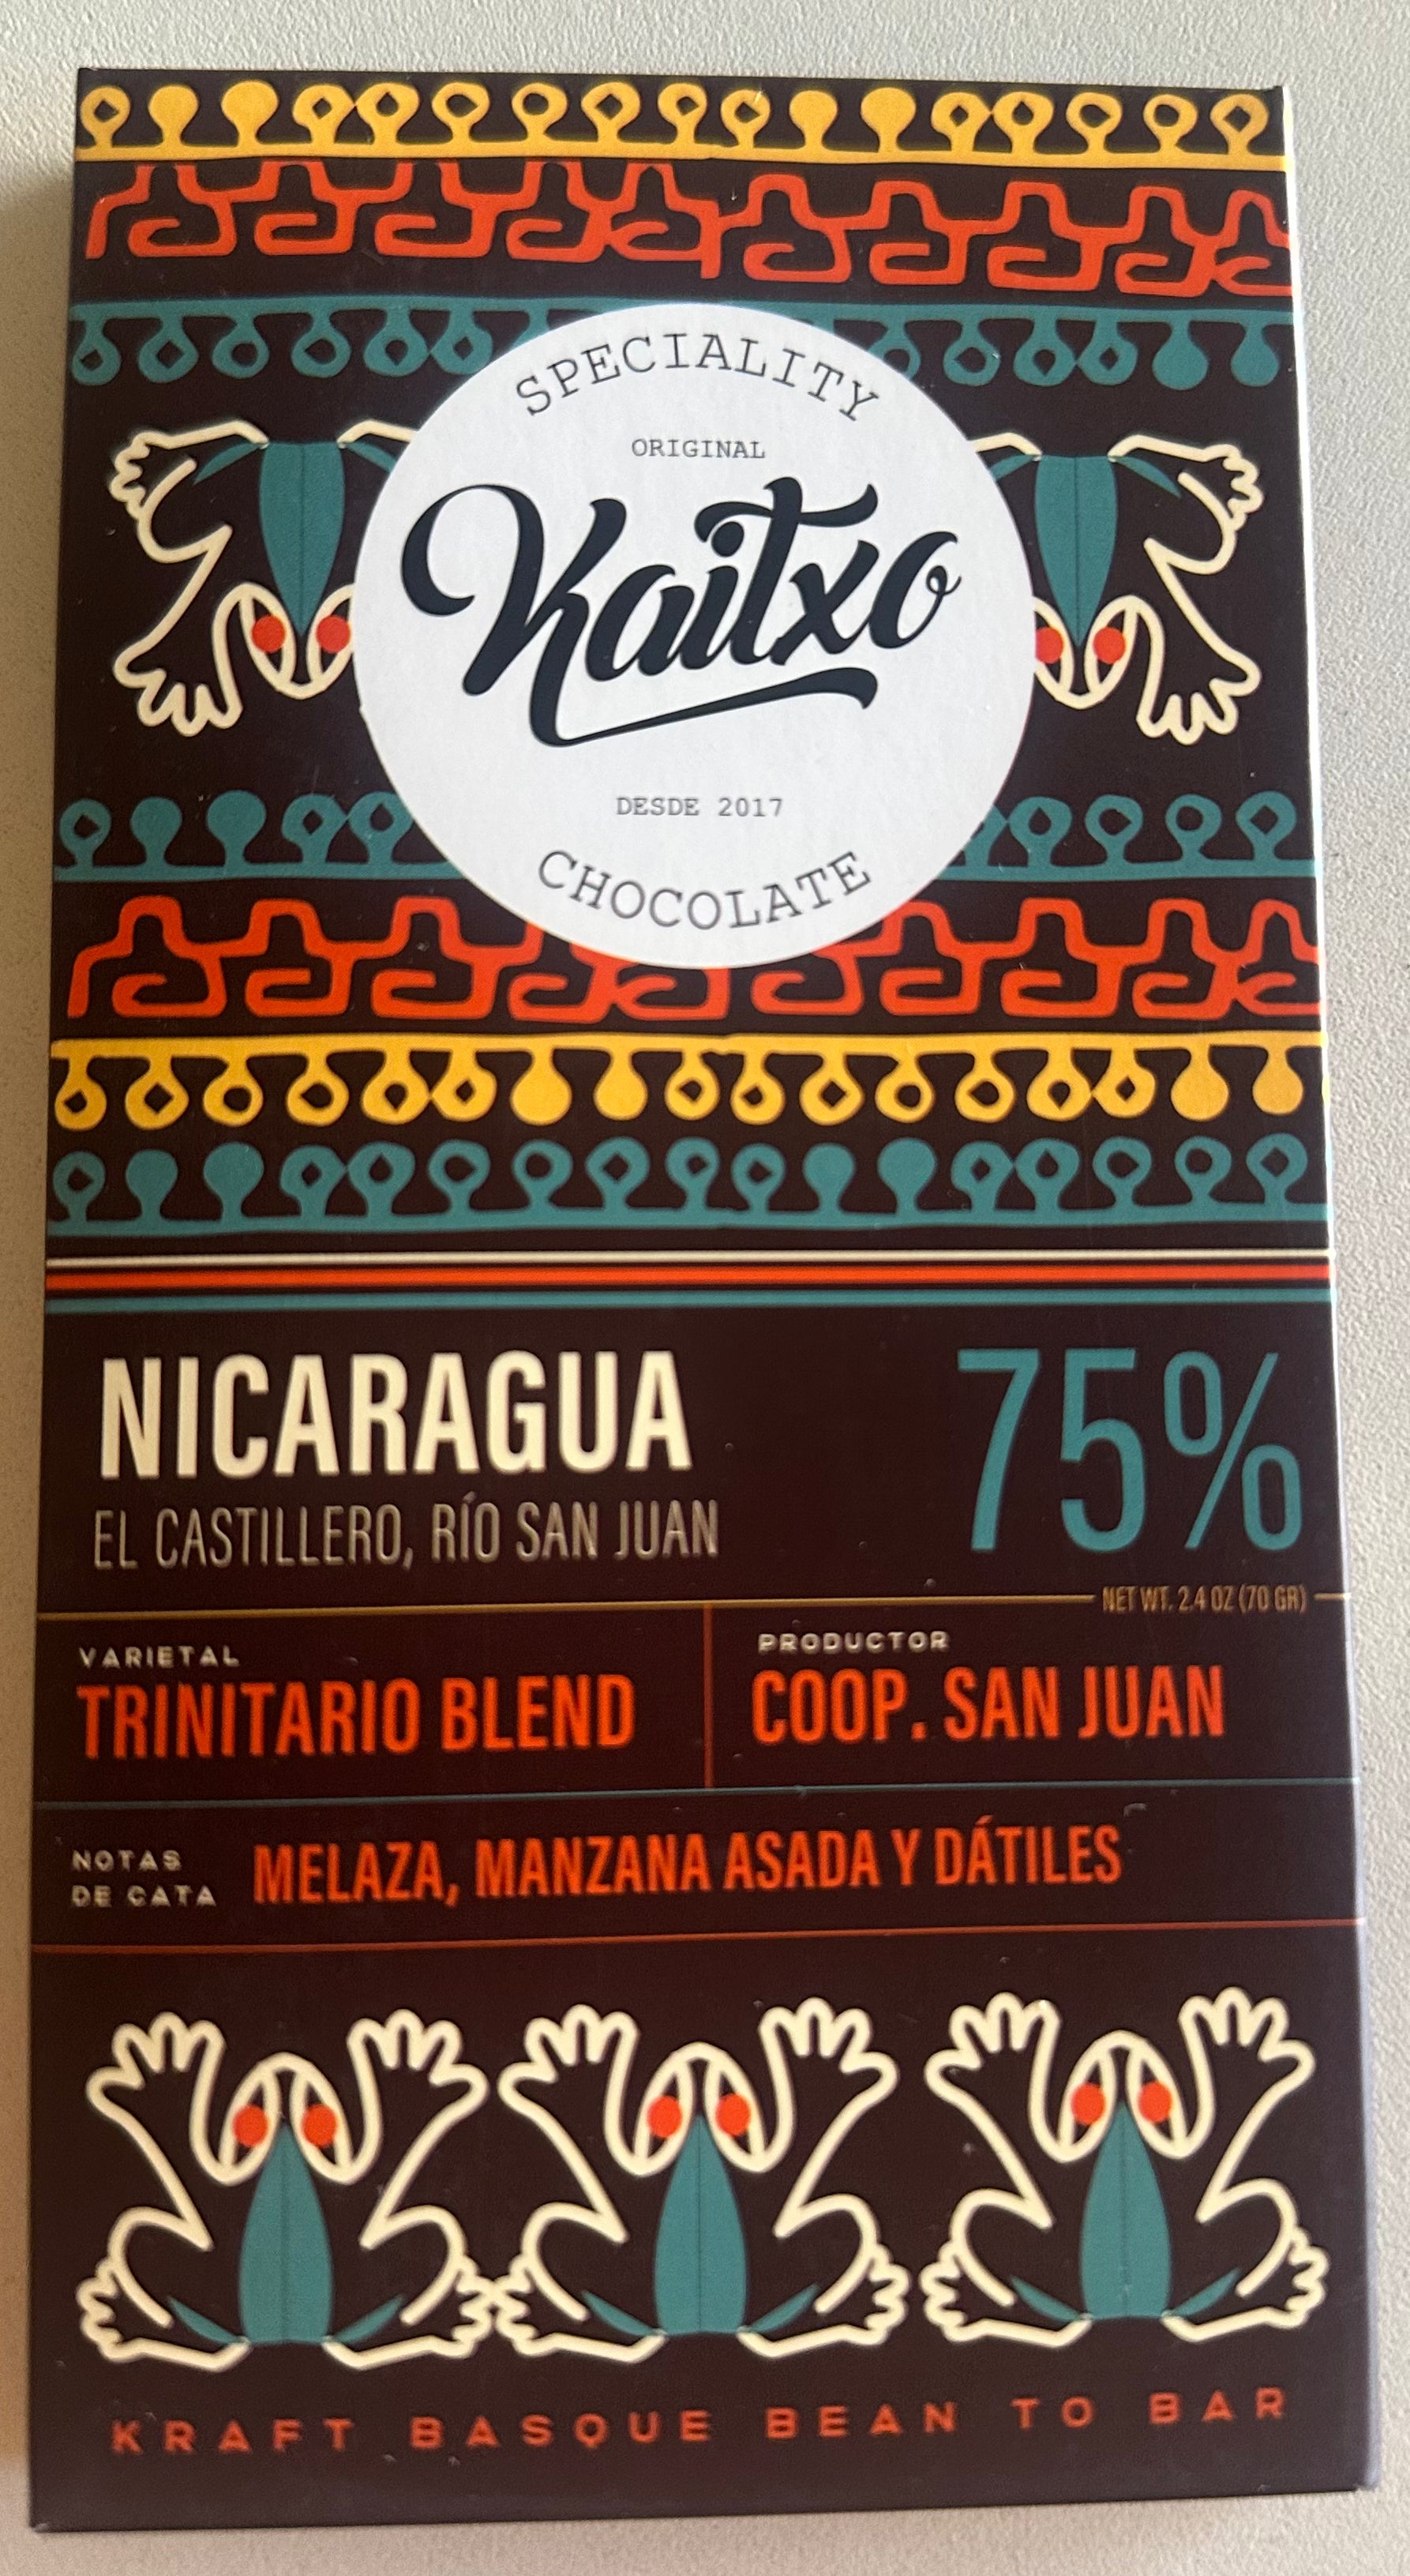 SPECIALITY
ORIGINAL
Kaitxo
DESDE 2017
CHOCOLATE
NICARAGUA
75%
EL CASTILLERO, RÍO SAN JUAN
NET WT. 2.4 OZ (70 GR)
VARIETAL
TRINITARIO BLEND
PRODUCTOR
COOP. SAN JUAN
NOTAS
DE CATA
MELAZA, MANZANA ASADA Y DÁTILES
KRAFT BASQUE BEAN TO BAR